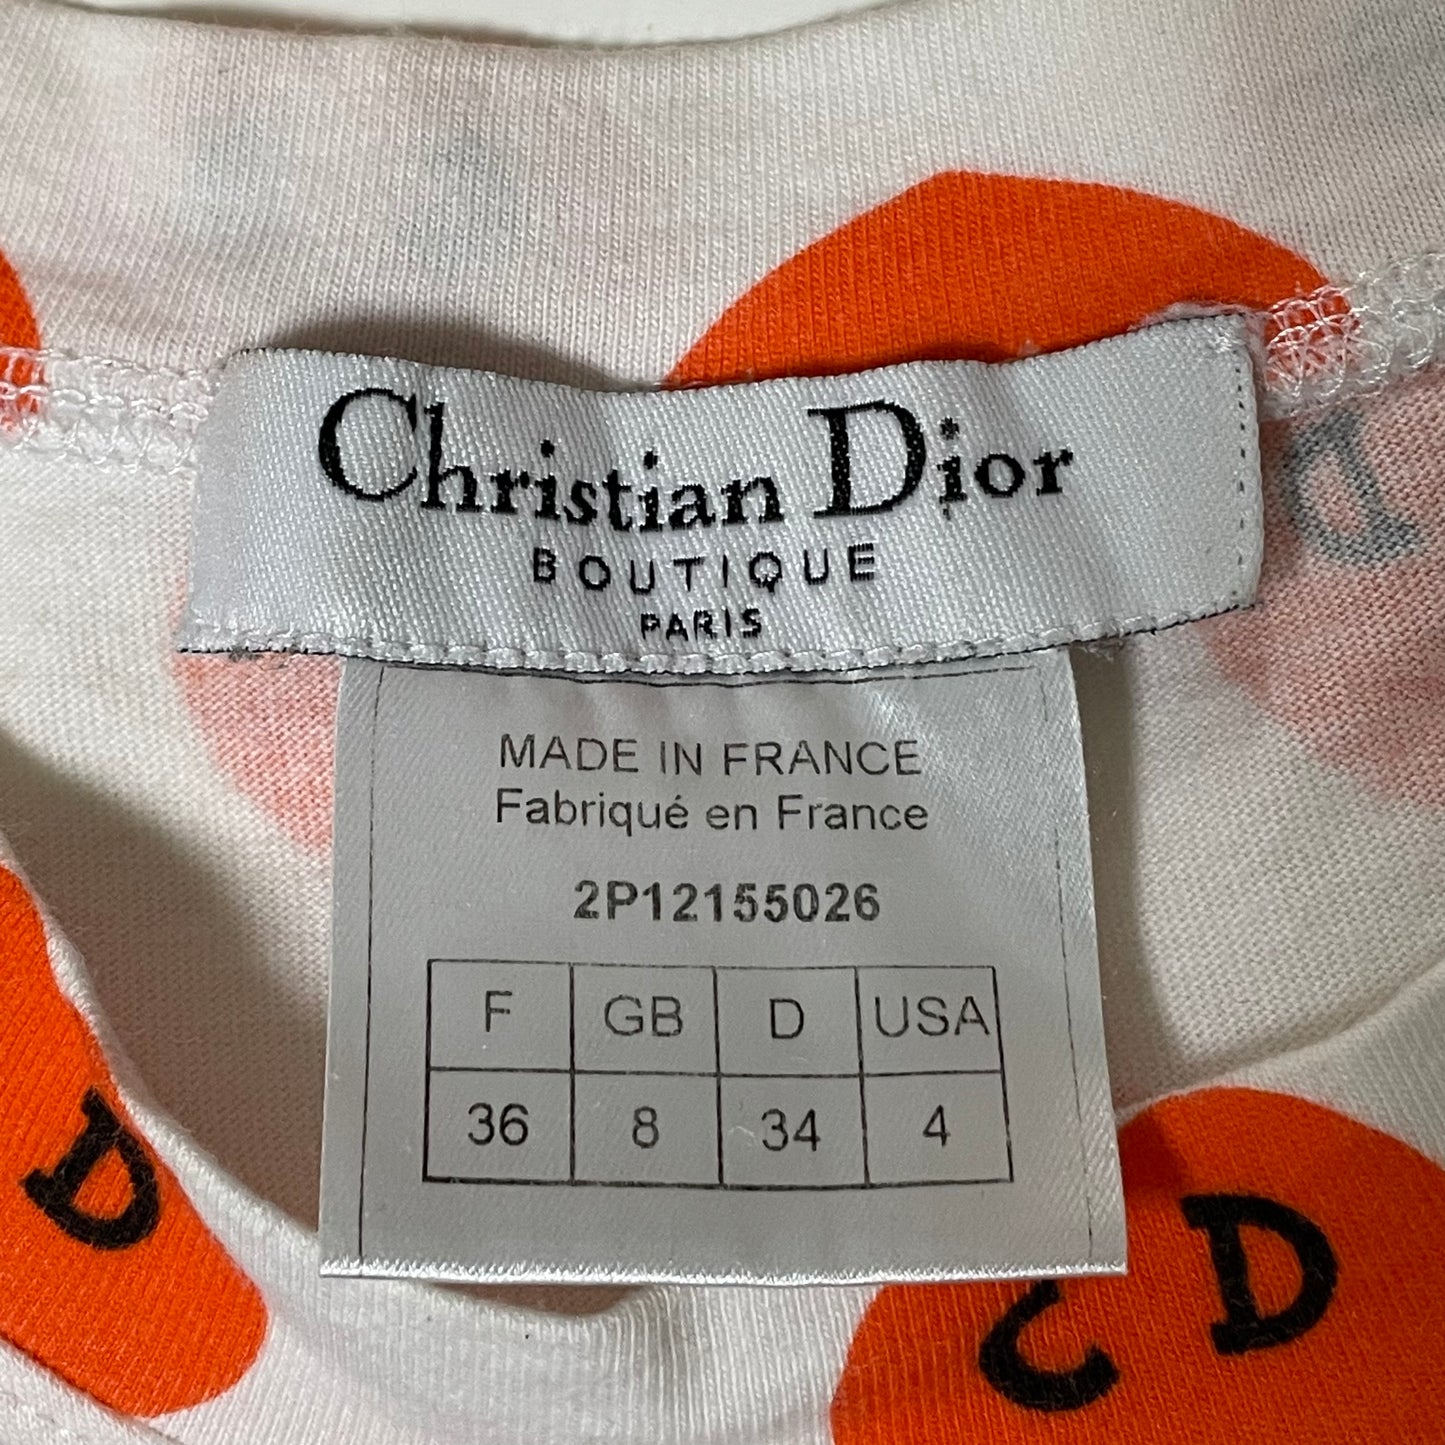 Christian Dior
BOUTIQUE
PARIS
MADE IN FRANCE
Fabriqué en France
2P12155026
F GB D USA
36 8 34 4
D
D
C D